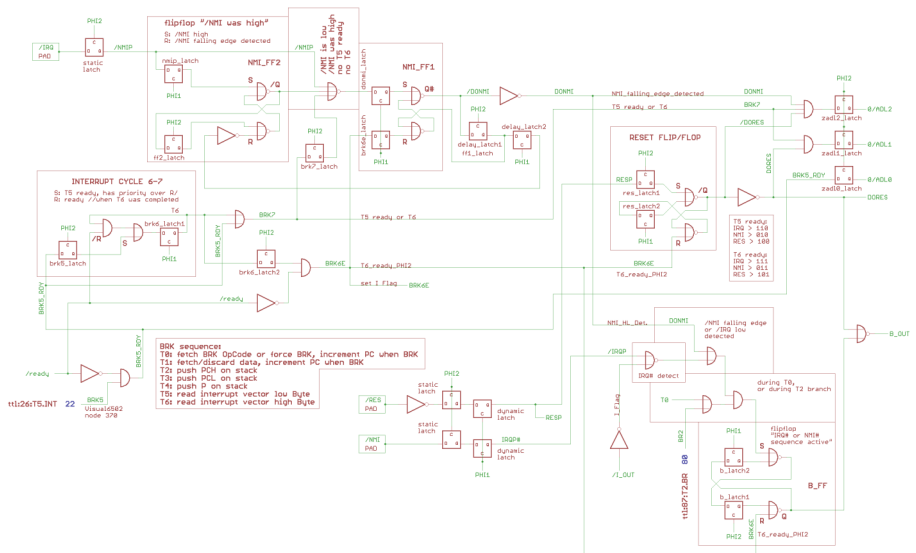 flipflop "/NMI was high"
S: /NMI high
R: /NMI falling edge detected
PHI2
/IRQ
PAD
static
latch
/NMIP
nmip_latch
PHI1
NMI_FF2
S
/Q
R
ff2_latch
/NMIP
/NMI is low
/NMI was high
no T5 ready
no T6
donmi_latch
NMI_FF1
S
Q#
R
brk6e_latch
PHI1
brk7_latch
PHI2
/DONMI
DONMI
PHI2
delay_latch1
delay_latch2
ff1_latch
PHI1
NMI_falling_edge_detected
DONMI
T5 ready or T6
BRK7
/DORES
PHI2
zadl2_latch
0/ADL2
zadl1_latch
0/ADL1
zadl0_latch
0/ADL0
DORES
BRK5_RDY
DORES
RESET FLIP/FLOP
PHI2
RESP
res_latch1
res_latch2
PHI1
S
/Q
R
BRK6E
T6_ready_PHI2
T5 ready:
IRQ > 110
NMI > 010
RES > 100
T6 ready:
IRQ > 111
NMI > 011
RES > 101
INTERRUPT CYCLE 6-7
S: T5 ready, has priority over R/
R: ready //when T6 was completed
T6
brk6_latch1
/R
S
PHI1
PHI2
brk5_latch
BRK5_RDY
BRK7
T5 ready or T6
BRK5_RDY
PHI2
brk6_latch2
BRK6E
T6_ready_PHI2
set I Flag
BRK6E
/ready
/ready
BRK5_RDY
BRK5
tt1:26:T5.INT 22
Visual6502
node 370
BRK sequence:
T0: fetch BRK OpCode or force BRK, increment PC when BRK
T1: fetch/discard data, increment PC when BRK
T2: push PCH on stack
T3: push PCL on stack
T4: push P on stack
T5: read interrupt vector low Byte
T6: read interrupt vector high Byte
/RES
PAD
static
latch
PHI2
dynamic
latch
RESP
/NMI
PAD
static
latch
IRQP#
dynamic
latch
PHI1
NMI_HL_Det.
DONMI
/NMI falling edge
or /IRQ low
detected
/IRQP
IRQ# detect
I_Flag
/I_OUT
T0
BR2
tt1:87:T2.BR 80
during T0,
or during T2 branch
B_OUT
PHI1
flipflop
"IRQ# or NMI#
sequence active"
S
b_latch2
b_latch1
B_FF
R
Q
PHI2
BRK6E
T6_ready_PHI2